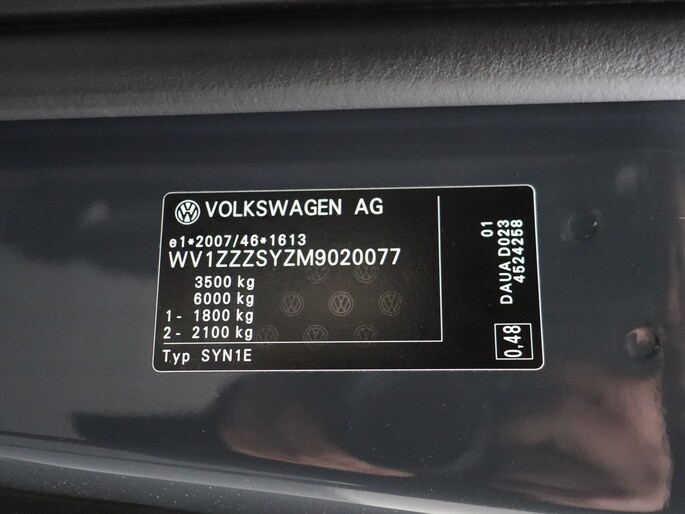 VOLKSWAGEN AG
e1*2007/46*1613
WV1ZZZSYZM9020077
3500 kg
6000 kg
1- 1800 kg
2- 2100 kg
Typ SYN1E
01
DAUA D023
4524258
0,48